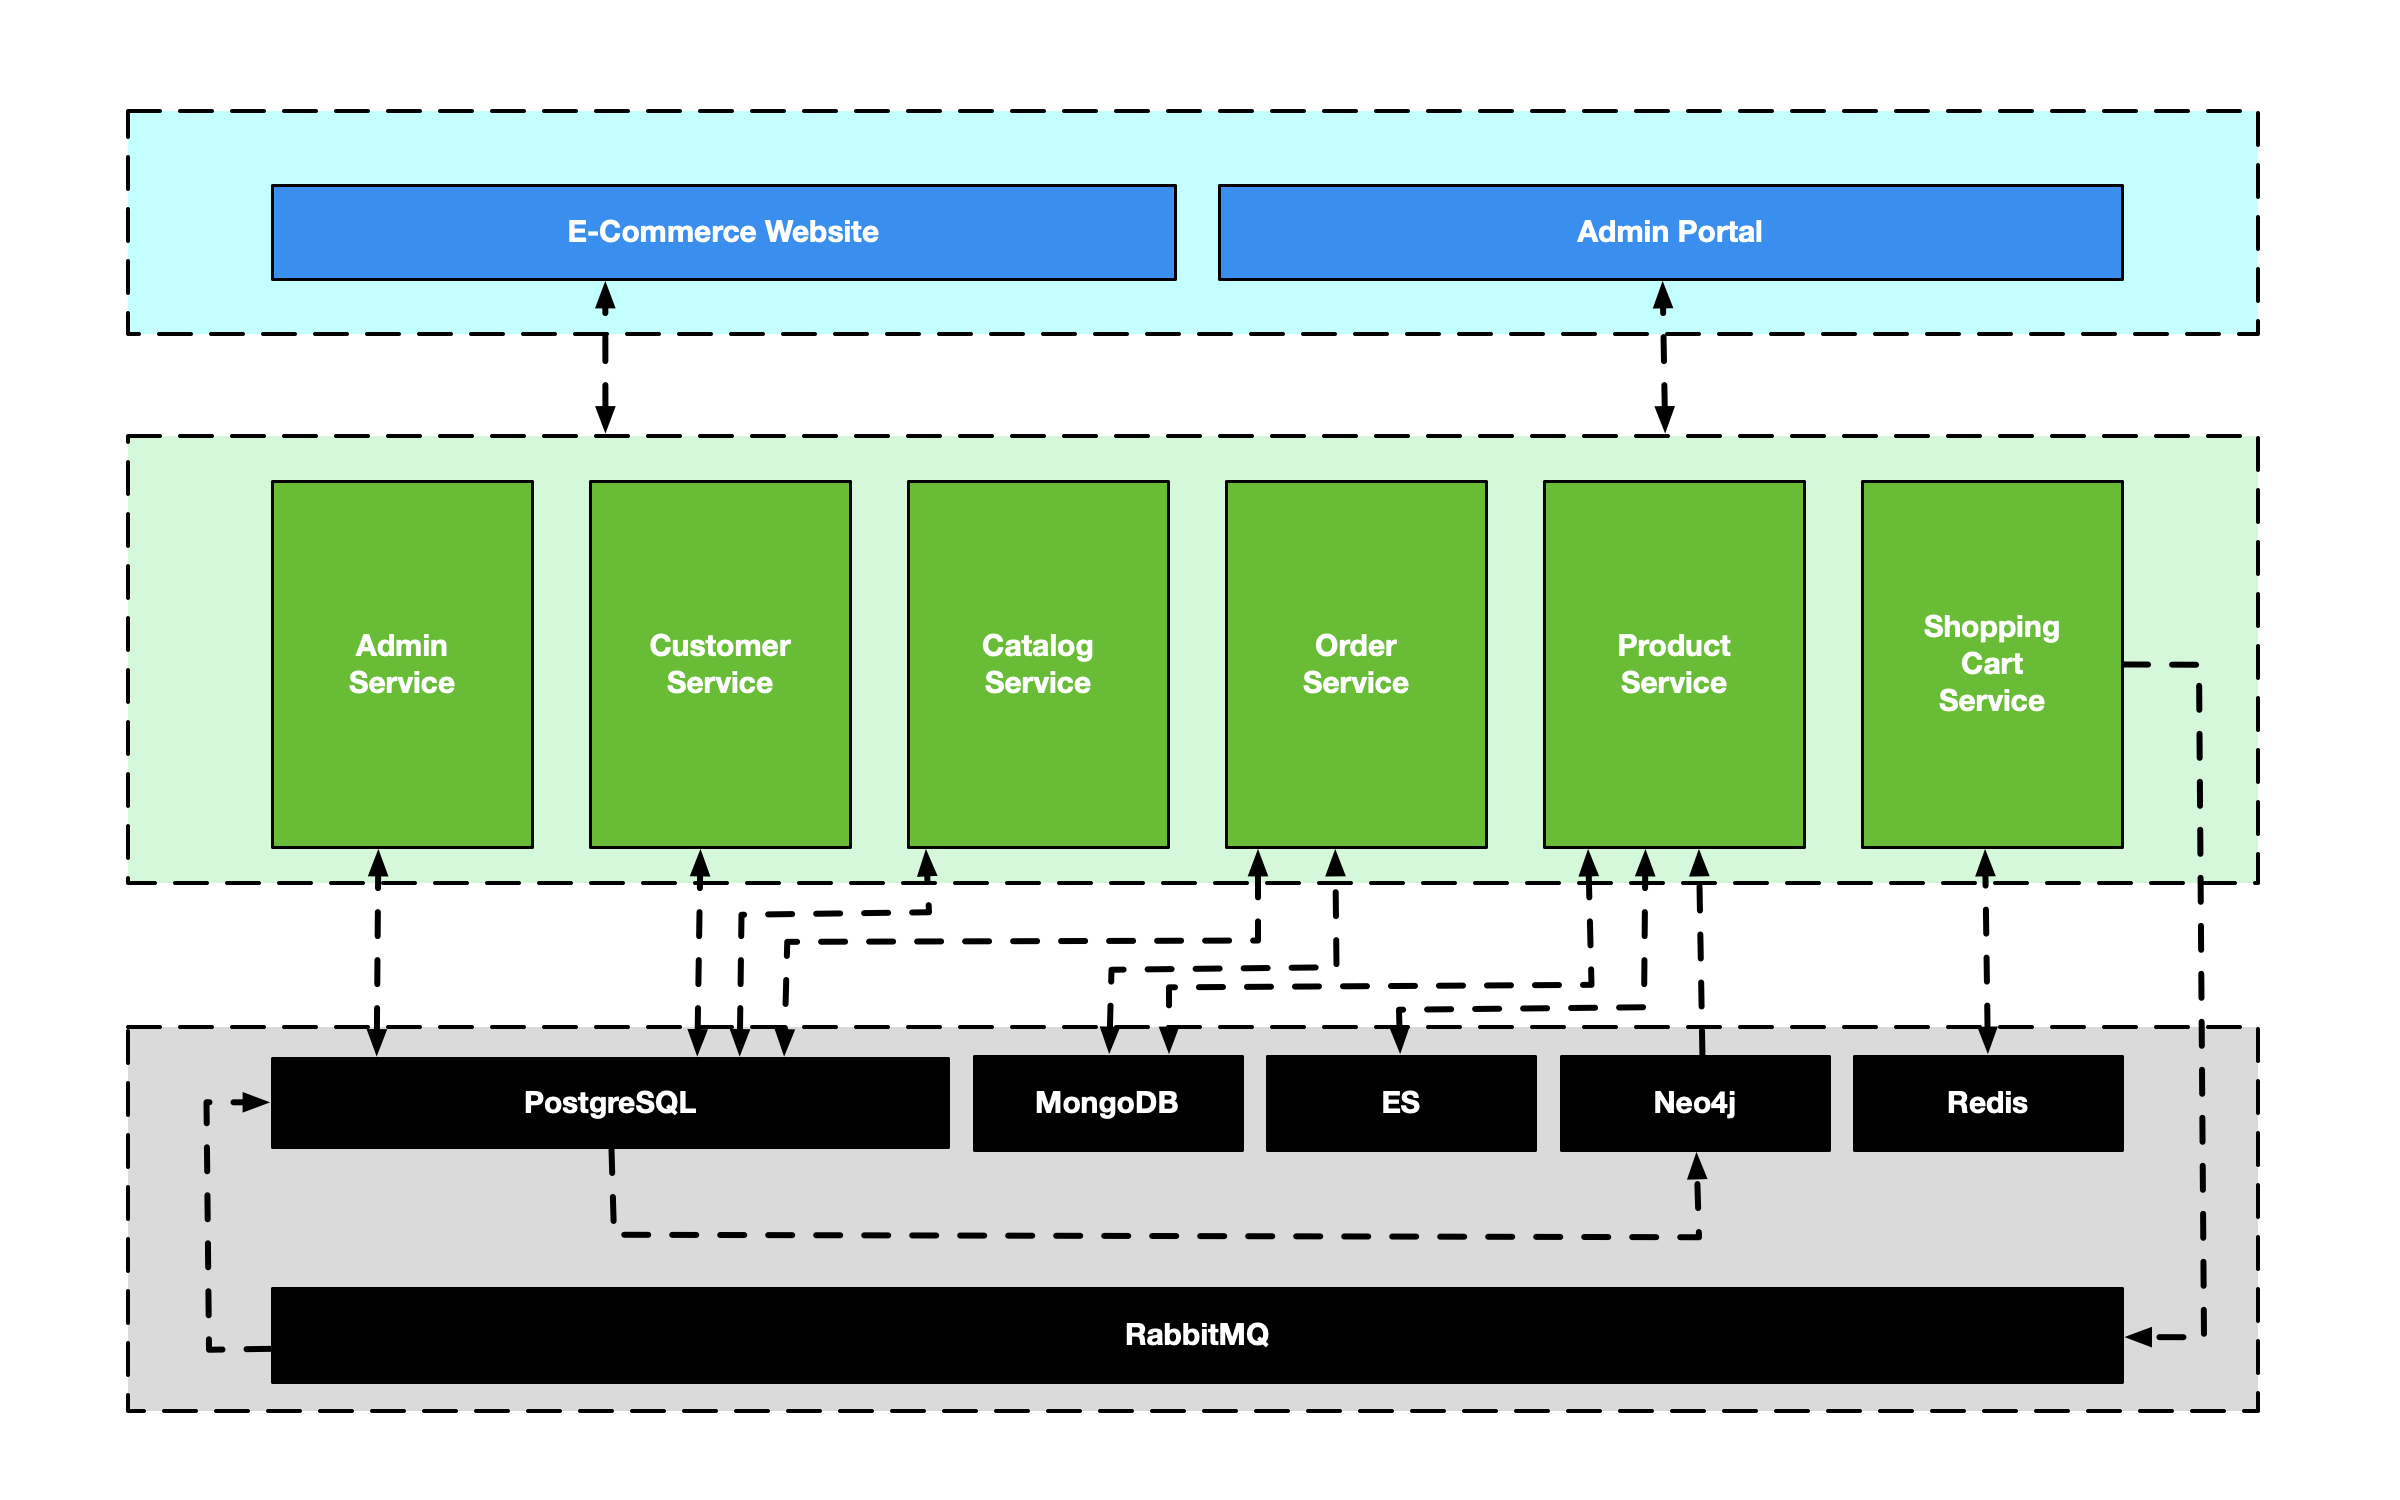 E-Commerce Website
Admin Portal
Admin
Service
Customer
Service
Catalog
Service
Order
Service
Product
Service
Shopping
Cart
Service
PostgreSQL
MongoDB
ES
Neo4j
Redis
RabbitMQ